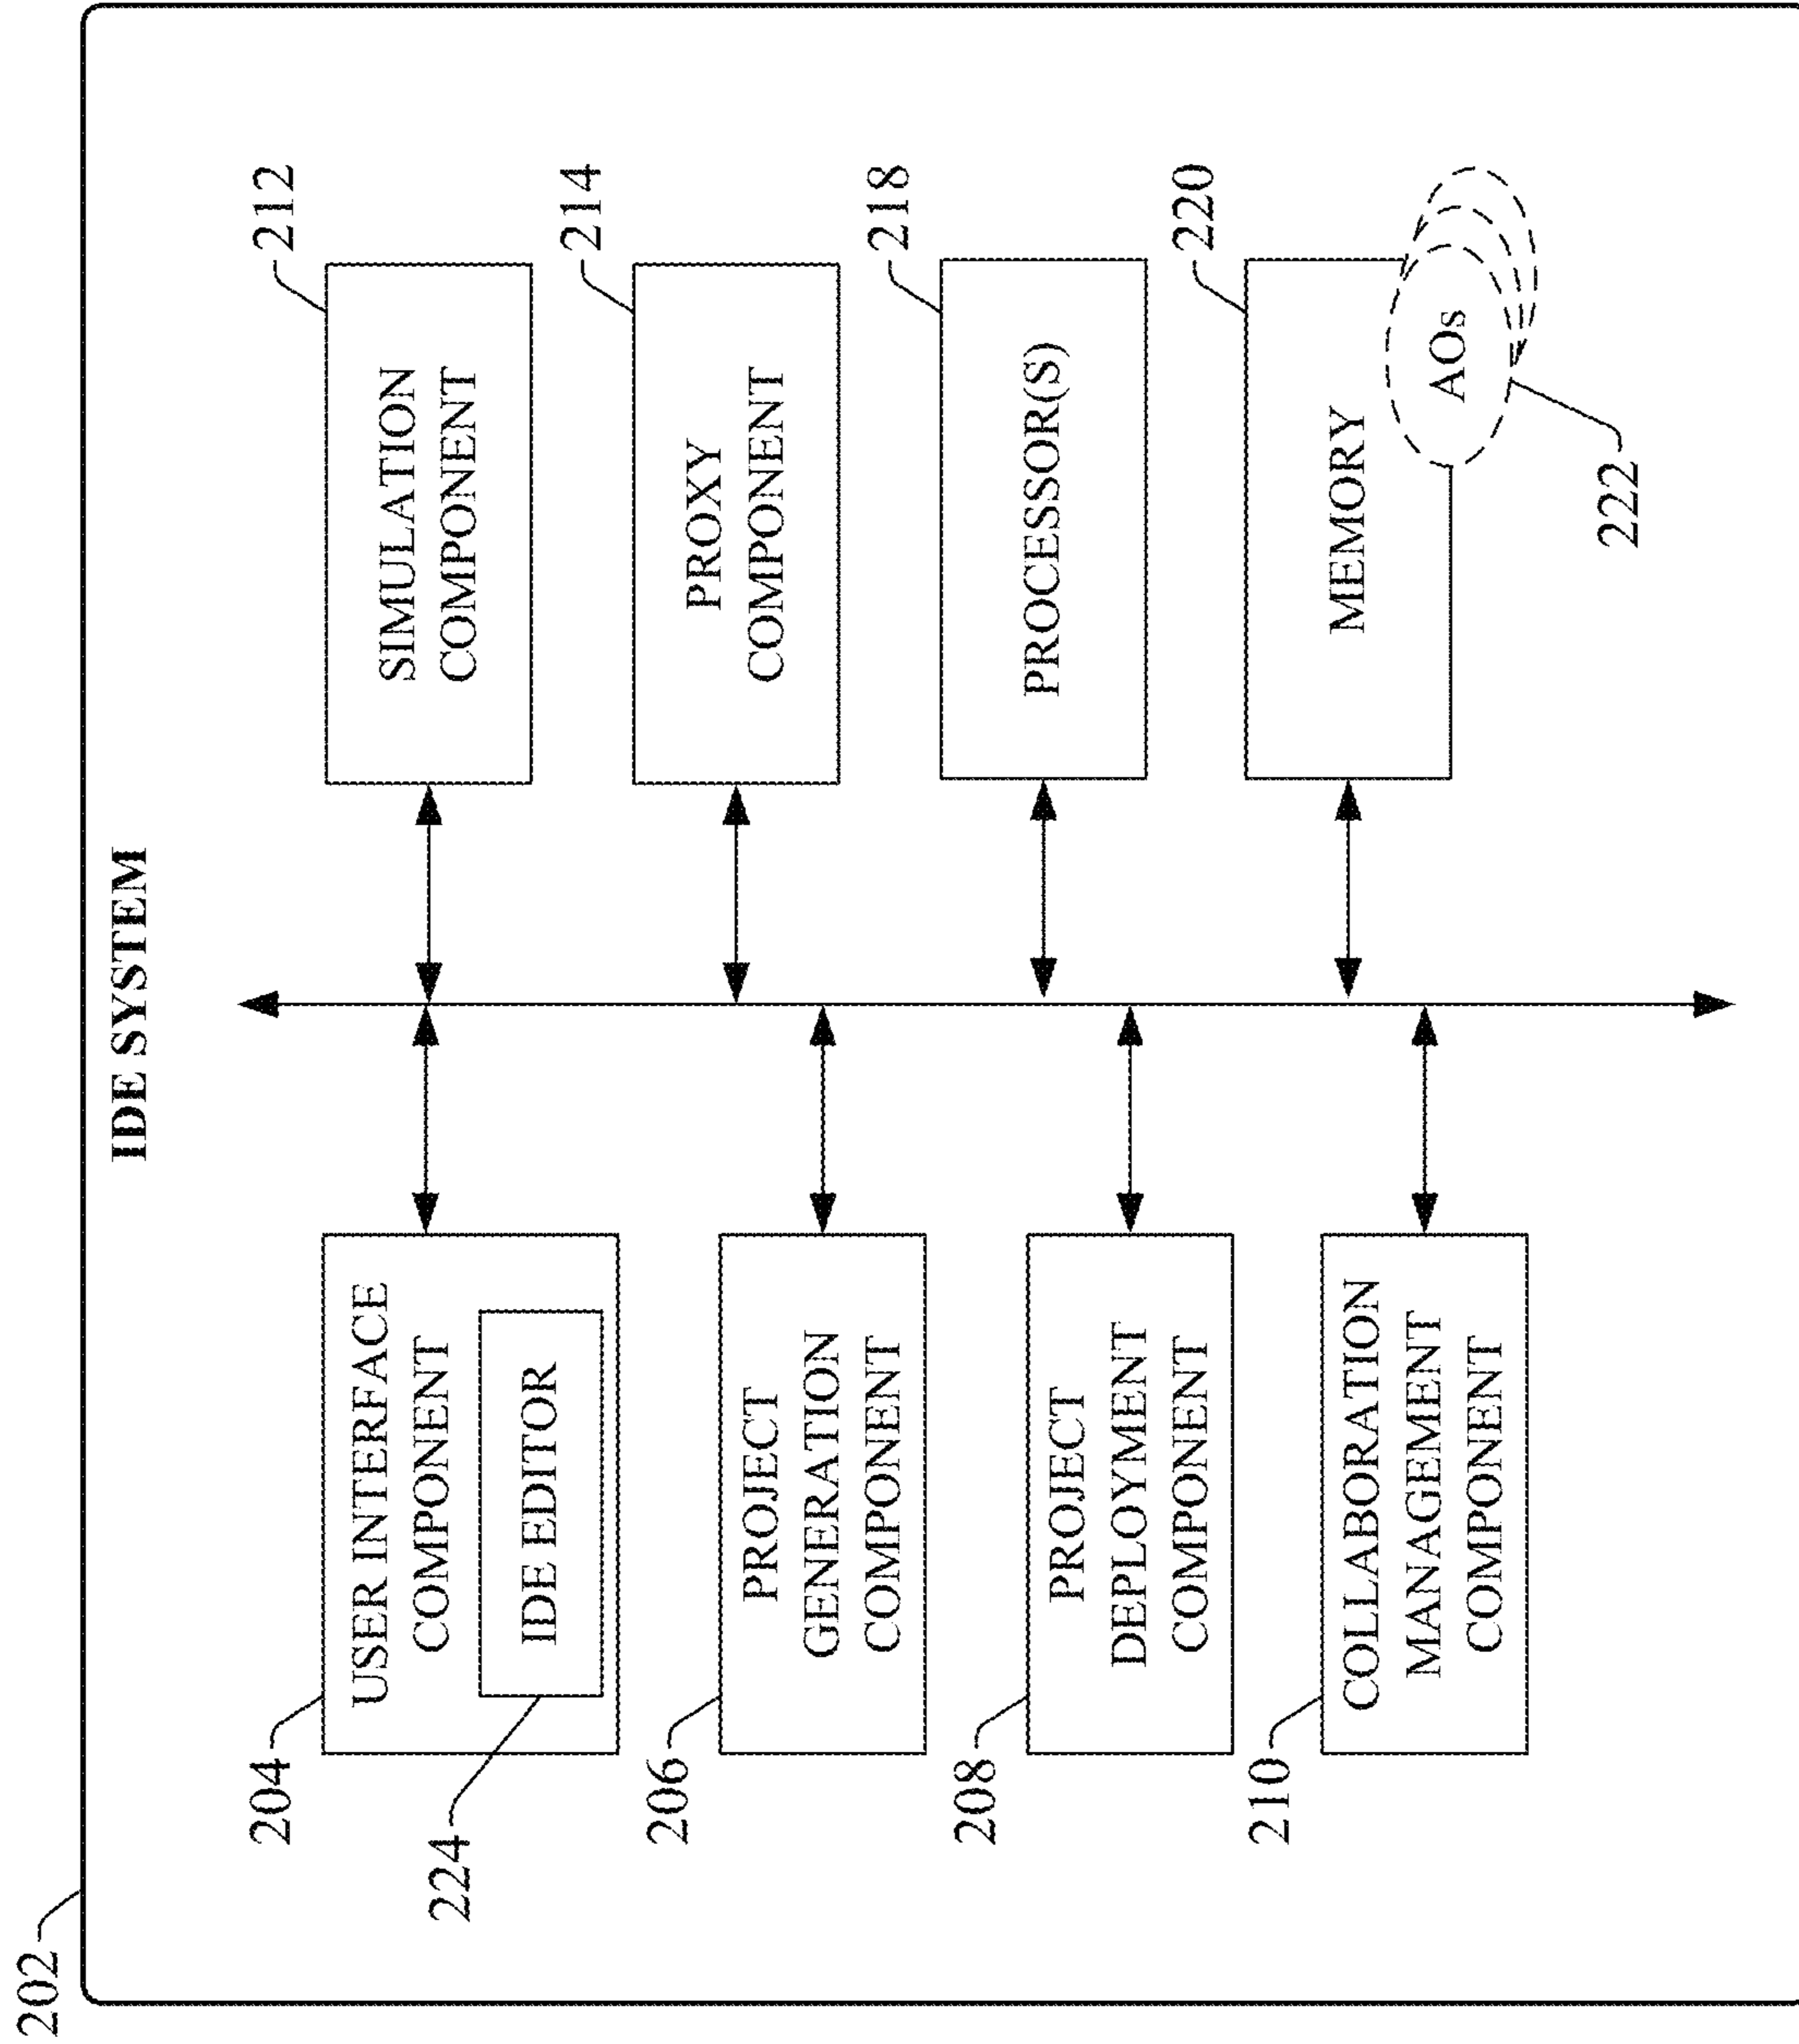 202
IDE SYSTEM
204
USER INTERFACE
COMPONENT
224
IDE EDITOR
206
PROJECT
GENERATION
COMPONENT
208
PROJECT
DEPLOYMENT
COMPONENT
210
COLLABORATION
MANAGEMENT
COMPONENT
212
SIMULATION
COMPONENT
214
PROXY
COMPONENT
218
PROCESSOR(S)
220
MEMORY
AOs
222